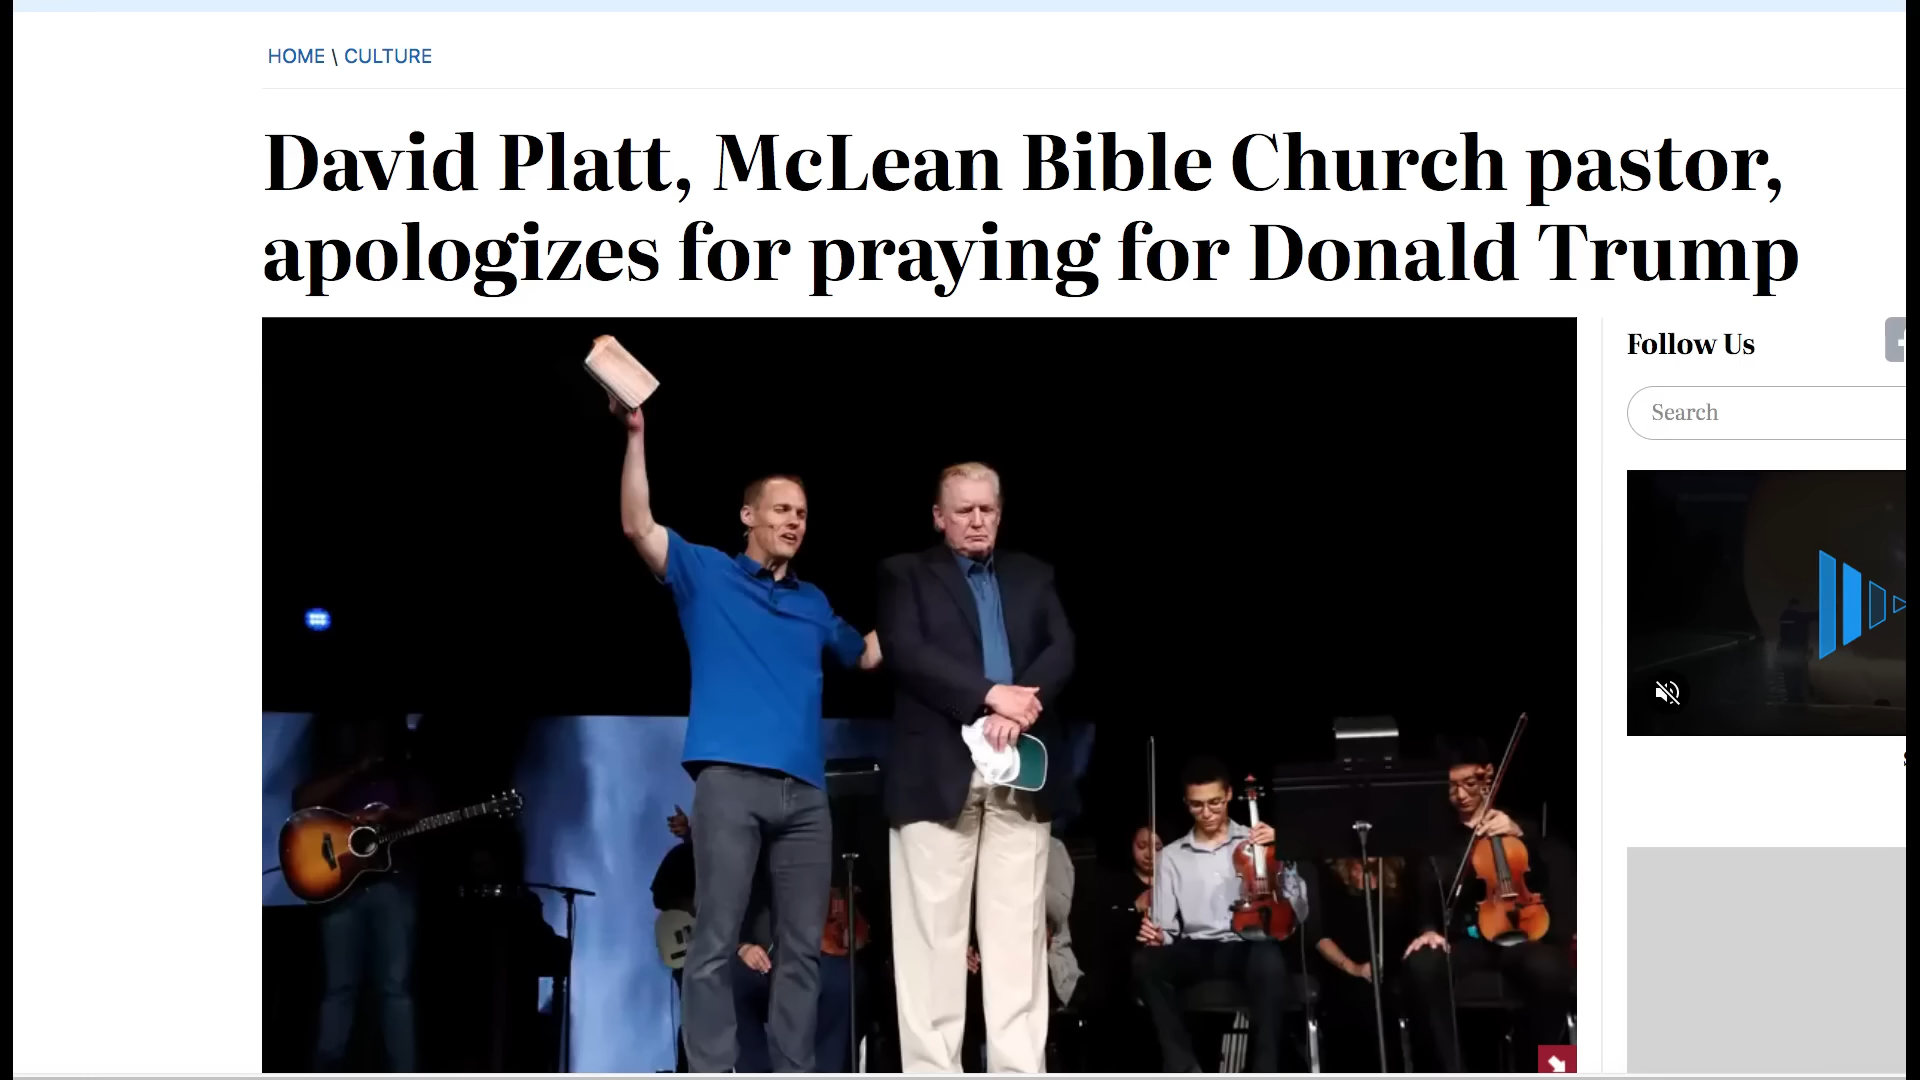 HOME \ CULTURE
David Platt, McLean Bible Church pastor,
apologizes for praying for Donald Trump
Follow Us
Search